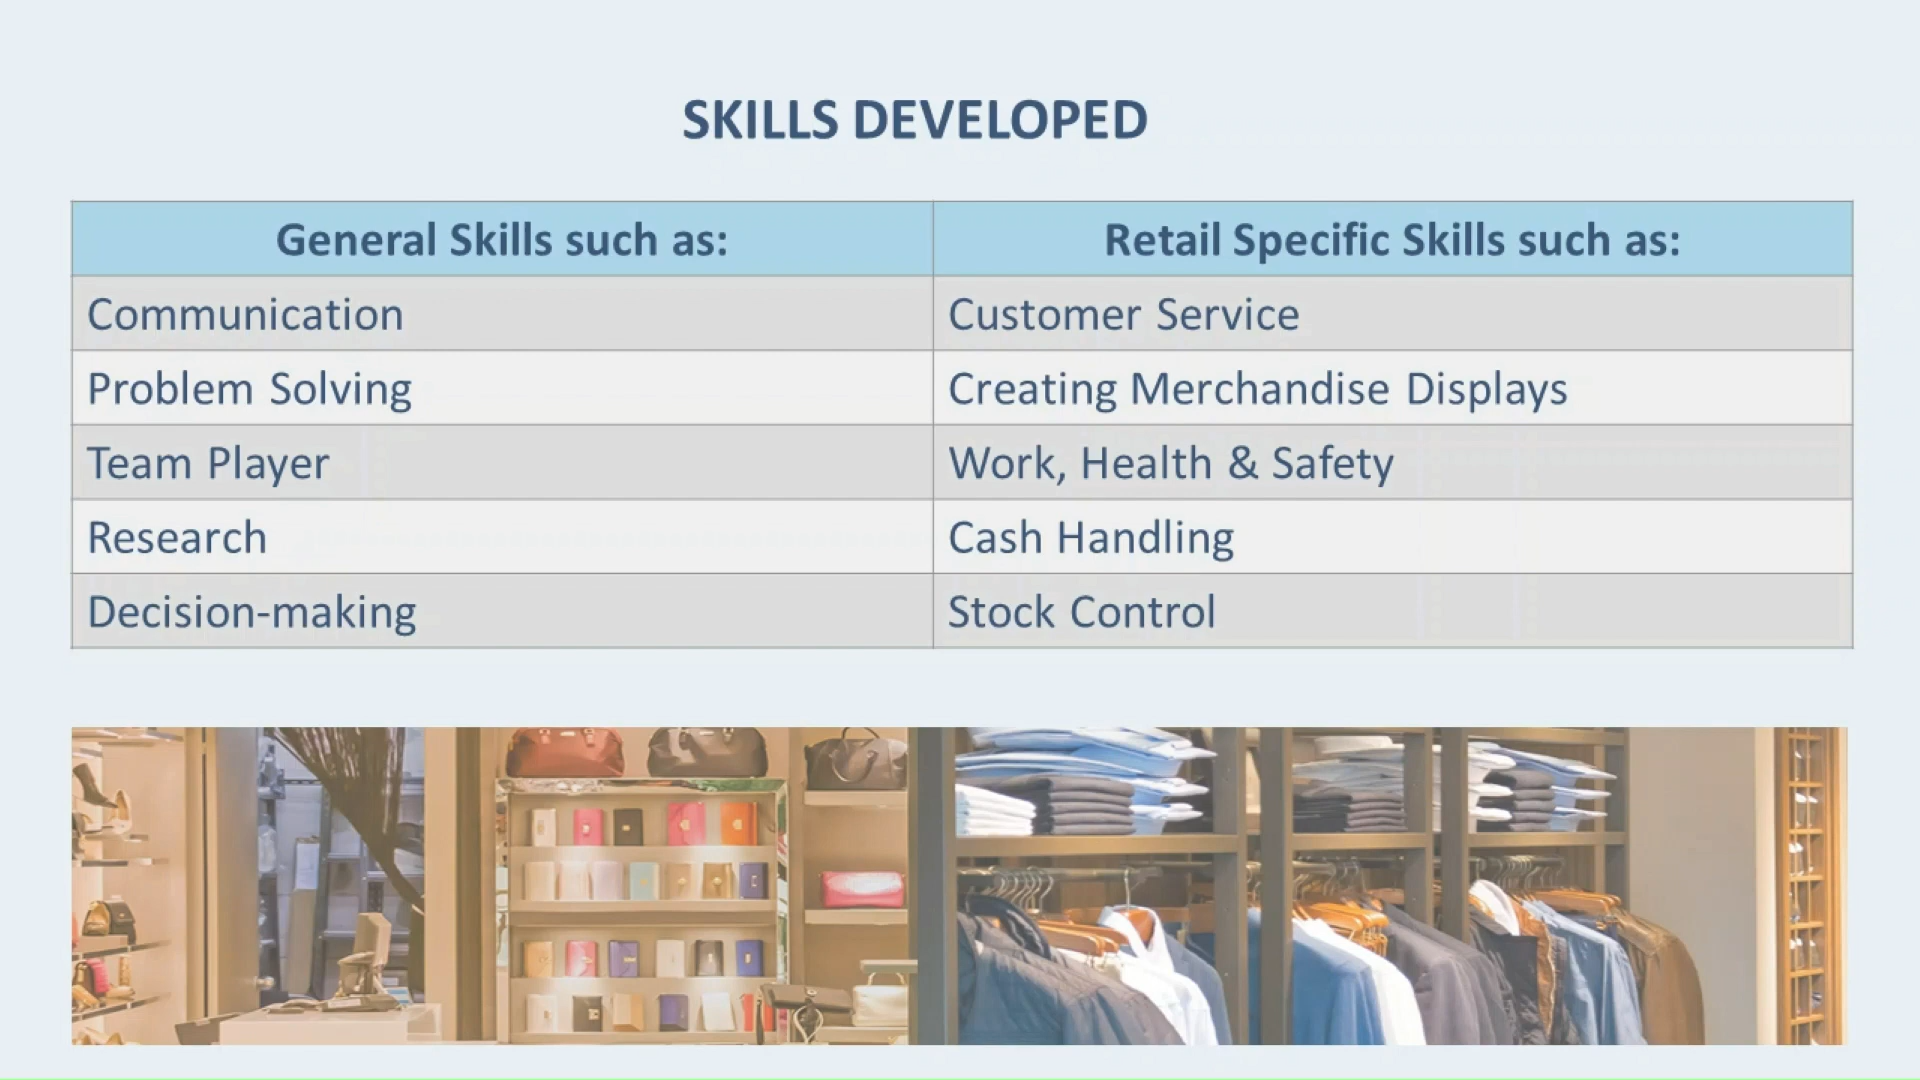 SKILLS DEVELOPED
General Skills such as: Retail Specific Skills such as:
Communication Customer Service
Problem Solving Creating Merchandise Displays
Team Player Work, Health & Safety
Research Cash Handling
Decision-making Stock Control